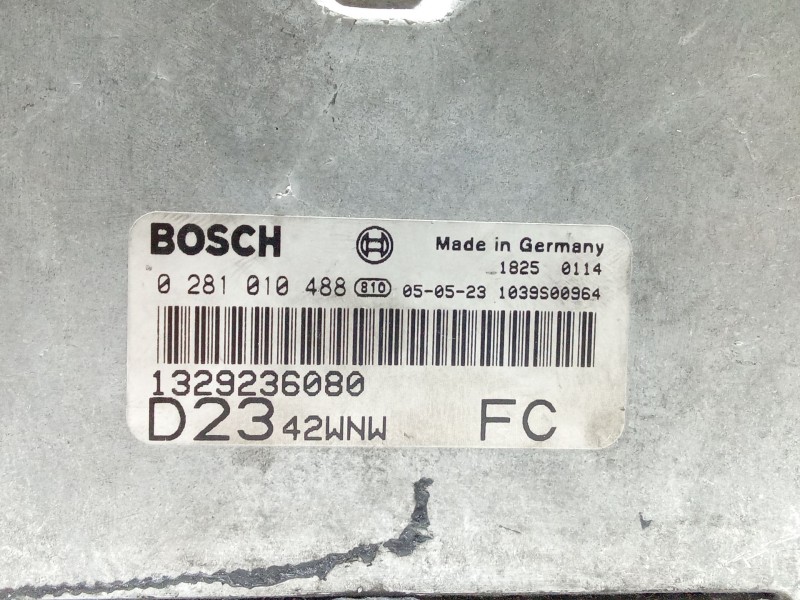 BOSCH
Made in Germany
1825 0114
0 281 010 488 810 05-05-23 1039S00964
1329236080
D23 42WNW FC